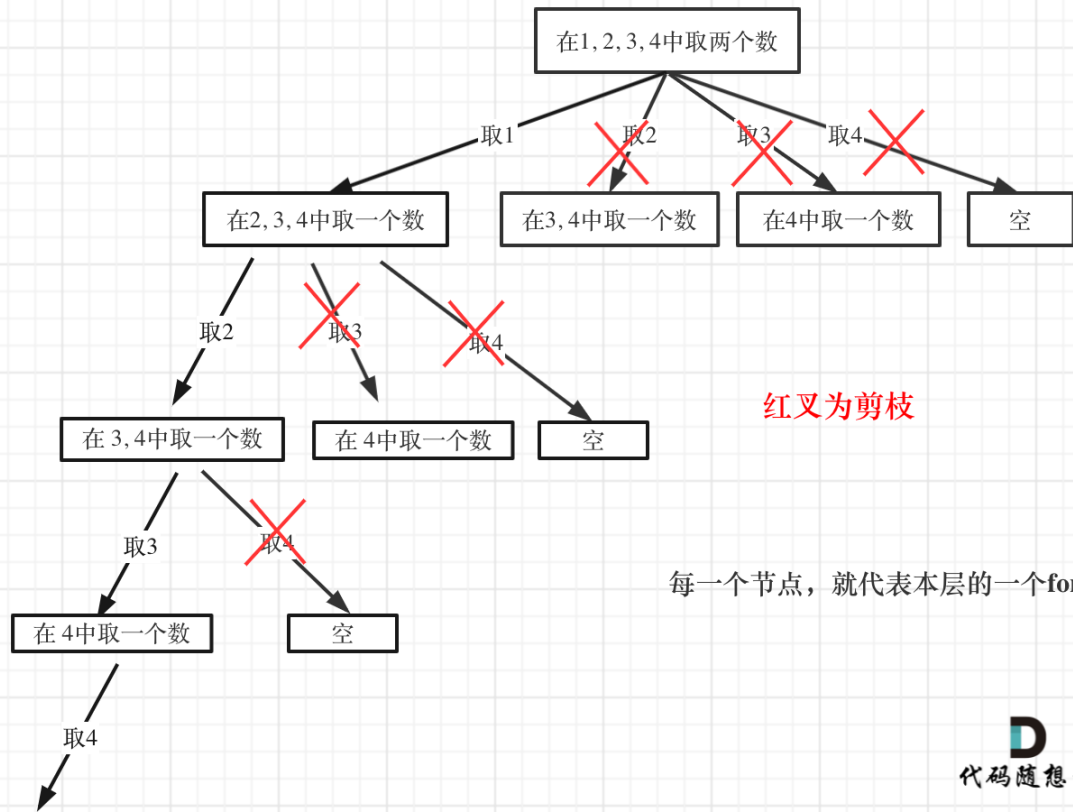 在1, 2, 3, 4中取两个数
取1
取2
取3
取4
在2, 3, 4中取一个数
在3, 4中取一个数
在4中取一个数
空
取2
取3
取4
红叉为剪枝
在 3, 4中取一个数
在 4中取一个数
空
取3
取4
每一个节点，就代表本层的一个for
在 4中取一个数
空
取4
代码随想